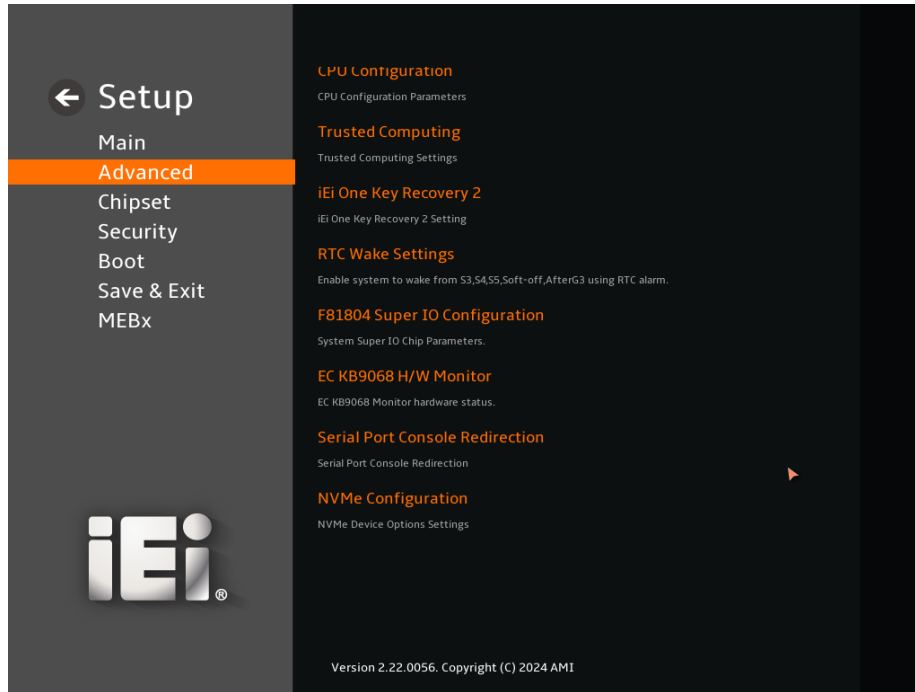 Setup
Main
Advanced
Chipset
Security
Boot
Save & Exit
MEBx
CPU Configuration
CPU Configuration Parameters
Trusted Computing
Trusted Computing Settings
iEi One Key Recovery 2
iEi One Key Recovery 2 Setting
RTC Wake Settings
Enable system to wake from S3,S4,S5,Soft-off,AfterG3 using RTC alarm.
F81804 Super IO Configuration
System Super IO Chip Parameters.
EC KB9068 H/W Monitor
EC KB9068 Monitor hardware status.
Serial Port Console Redirection
Serial Port Console Redirection
NVMe Configuration
NVMe Device Options Settings
iEi®
Version 2.22.0056. Copyright (C) 2024 AMI